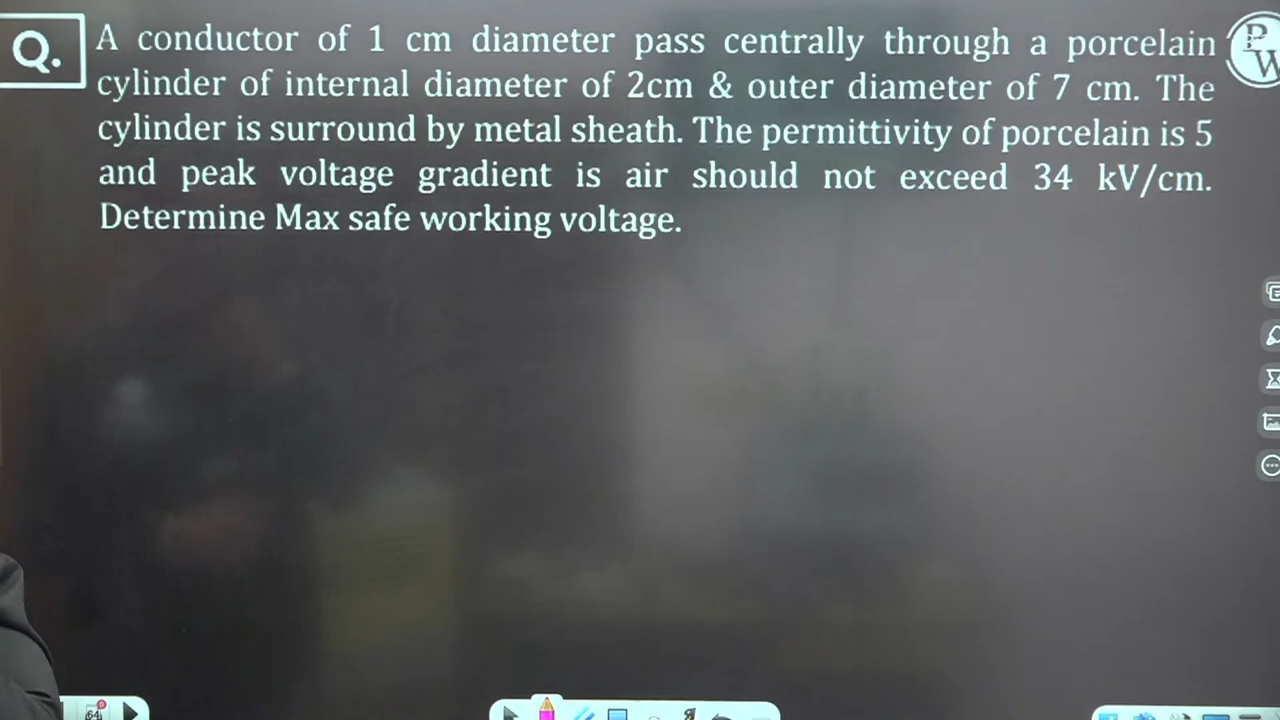 Q.
A conductor of 1 cm diameter pass centrally through a porcelain
cylinder of internal diameter of 2cm & outer diameter of 7 cm. The
cylinder is surround by metal sheath. The permittivity of porcelain is 5
and peak voltage gradient is air should not exceed 34 kV/cm.
Determine Max safe working voltage.
PW
64